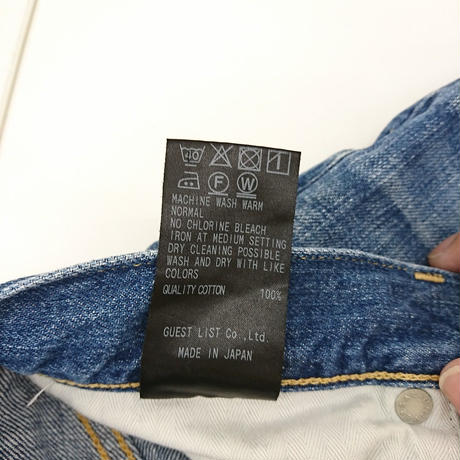 40
F W
MACHINE WASH WARM
NORMAL
NO CHLORINE BLEACH
IRON AT MEDIUM SETTING
DRY CLEANING POSSIBLE
WASH AND DRY WITH LIKE
COLORS
QUALITY COTTON 100%
GUEST LIST Co.,Ltd.
MADE IN JAPAN